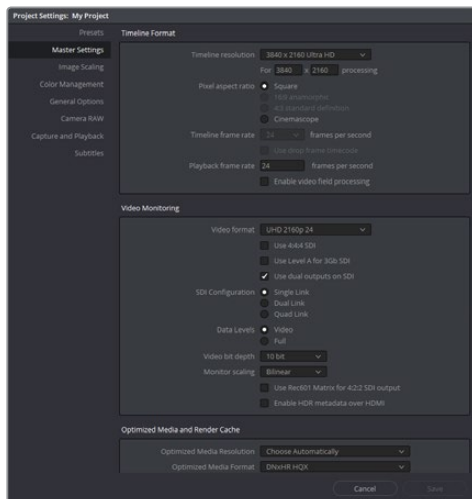 Project Settings: My Project
Presets
Master Settings
Image Scaling
Color Management
General Options
Camera RAW
Capture and Playback
Subtitles
Timeline Format
Timeline resolution 3840 x 2160 Ultra HD
For 3840 x 2160 processing
Pixel aspect ratio Square
16:9 anamorphic
4:3 standard definition
Cinemascope
Timeline frame rate 24 frames per second
Use drop frame timecode
Playback frame rate 24 frames per second
Enable video field processing
Video Monitoring
Video format UHD 2160p 24
Use 4:4:4 SDI
Use Level A for 3Gb SDI
Use dual outputs on SDI
SDI Configuration Single Link
Dual Link
Quad Link
Data Levels Video
Full
Video bit depth 10 bit
Monitor scaling Bilinear
Use Rec601 Matrix for 4:2:2 SDI output
Enable HDR metadata over HDMI
Optimized Media and Render Cache
Optimized Media Resolution Choose Automatically
Optimized Media Format DNxHR HQX
Cancel Save